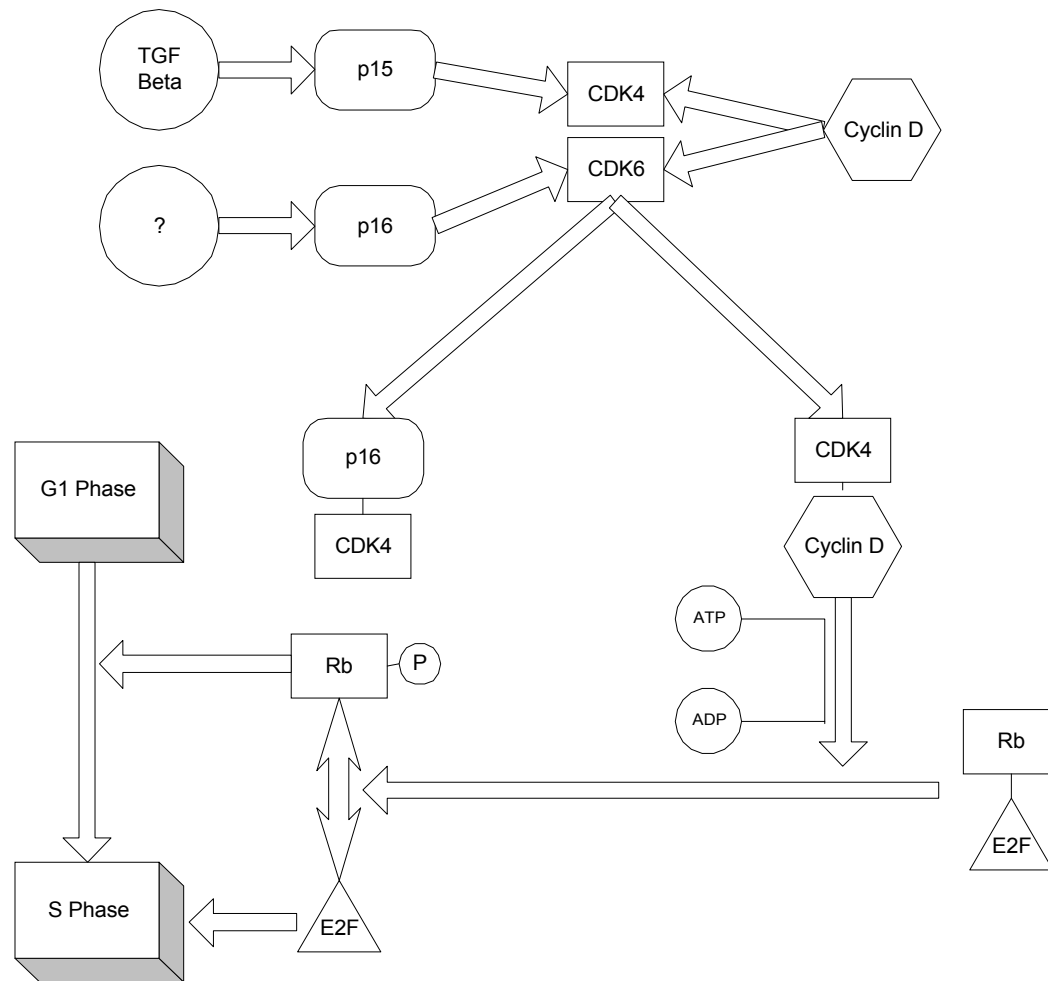 TGF
Beta
p15
CDK4
Cyclin D
CDK6
?
p16
p16
CDK4
G1 Phase
CDK4
Cyclin D
ATP
Rb
P
ADP
Rb
E2F
S Phase
E2F